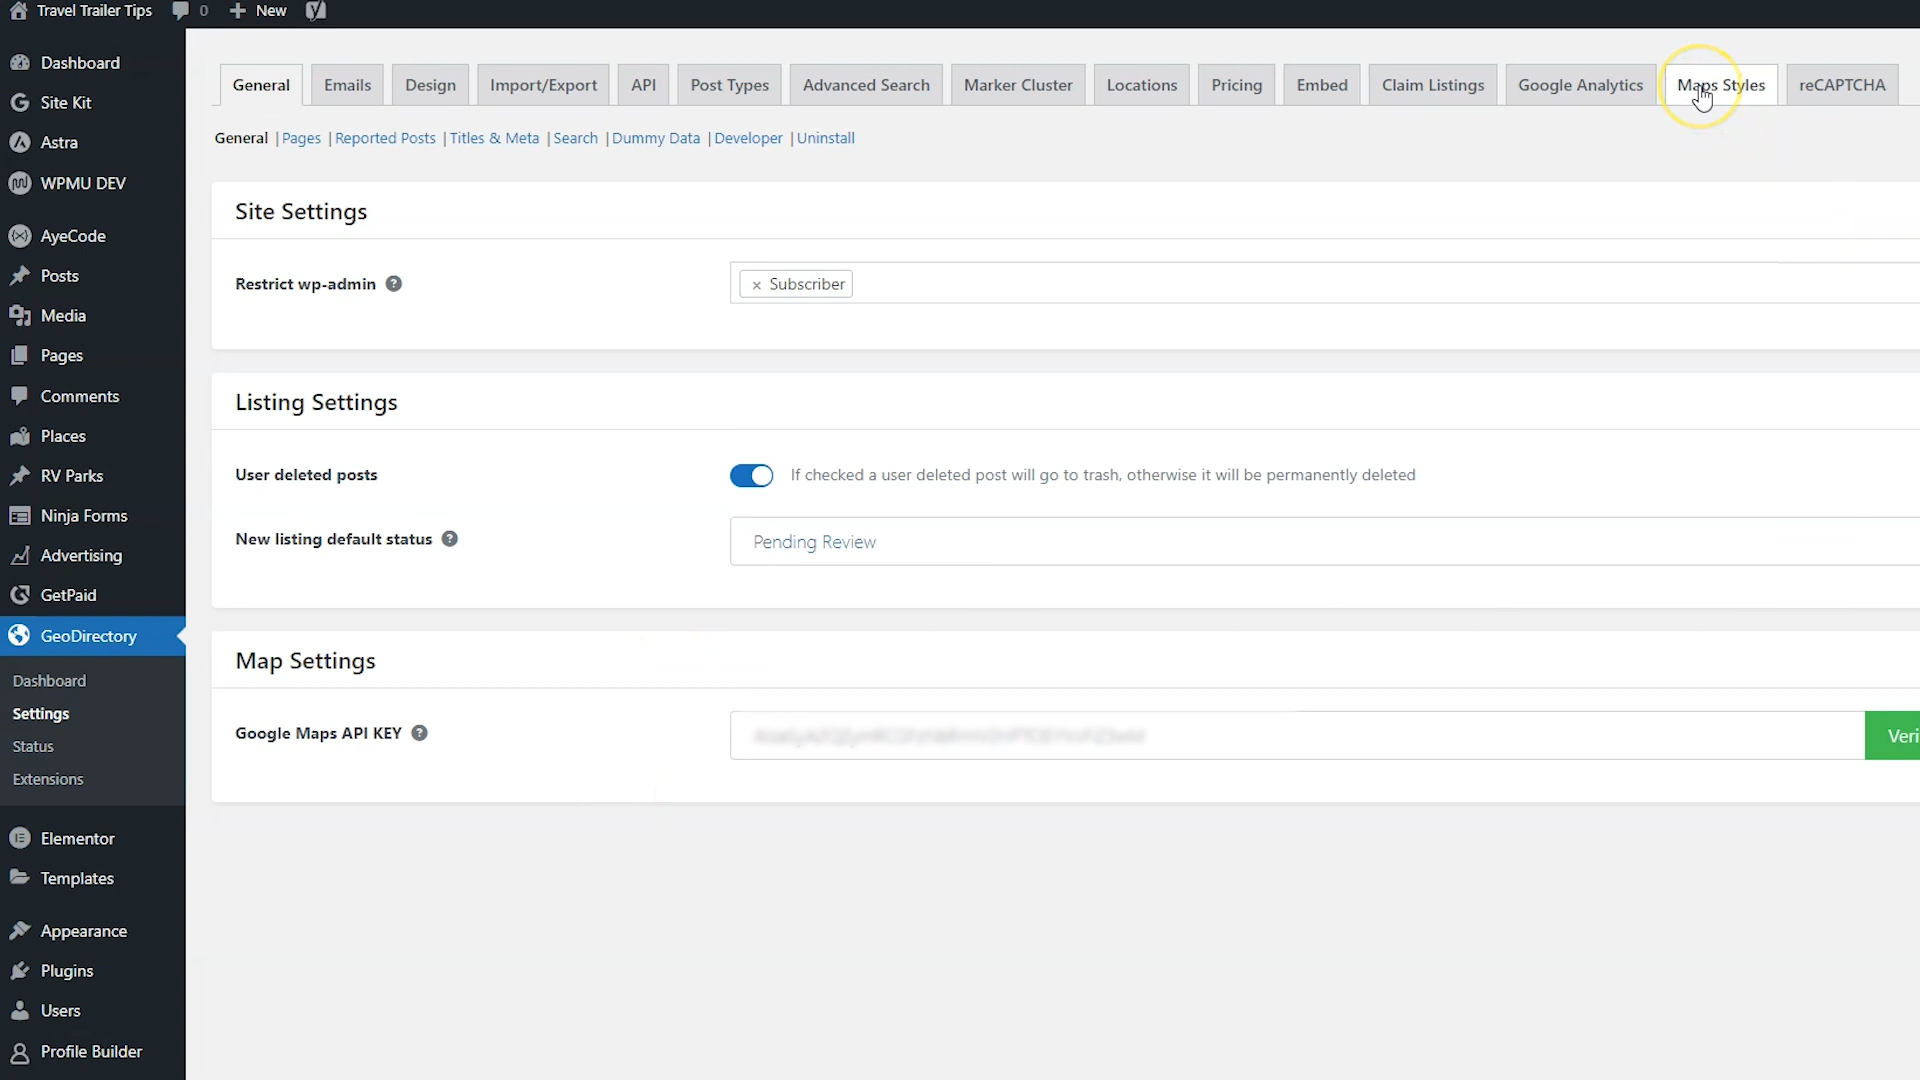 Travel Trailer Tips 0 New
Dashboard
Site Kit
Astra
WPMU DEV
AyeCode
Posts
Media
Pages
Comments
Places
RV Parks
Ninja Forms
Advertising
GetPaid
GeoDirectory
Dashboard
Settings
Status
Extensions
Elementor
Templates
Appearance
Plugins
Users
Profile Builder
General Emails Design Import/Export API Post Types Advanced Search Marker Cluster Locations Pricing Embed Claim Listings Google Analytics Maps Styles reCAPTCHA
General | Pages | Reported Posts | Titles & Meta | Search | Dummy Data | Developer | Uninstall
Site Settings
Restrict wp-admin ? × Subscriber
Listing Settings
User deleted posts If checked a user deleted post will go to trash, otherwise it will be permanently deleted
New listing default status ? Pending Review
Map Settings
Google Maps API KEY ? Veri